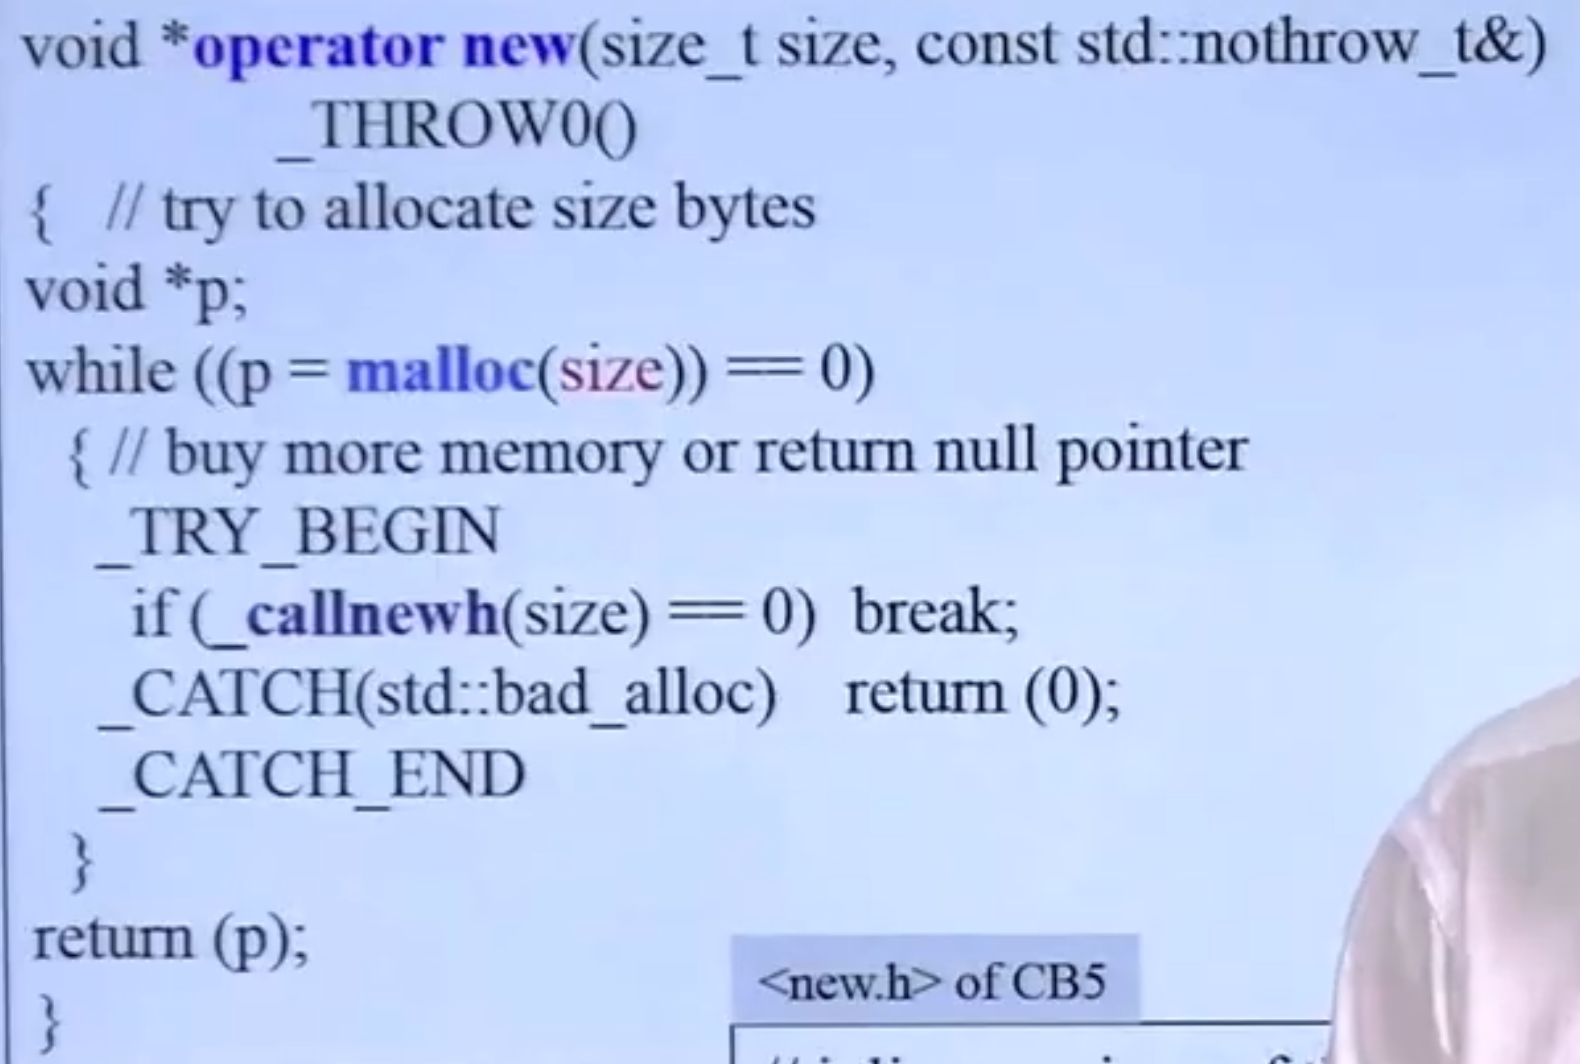 void *operator new(size_t size, const std::nothrow_t&)
_THROW0()
{ // try to allocate size bytes
void *p;
while ((p = malloc(size)) == 0)
{ // buy more memory or return null pointer
_TRY_BEGIN
if (_callnewh(size) == 0) break;
_CATCH(std::bad_alloc) return (0);
_CATCH_END
}
return (p);
}
<new.h> of CB5